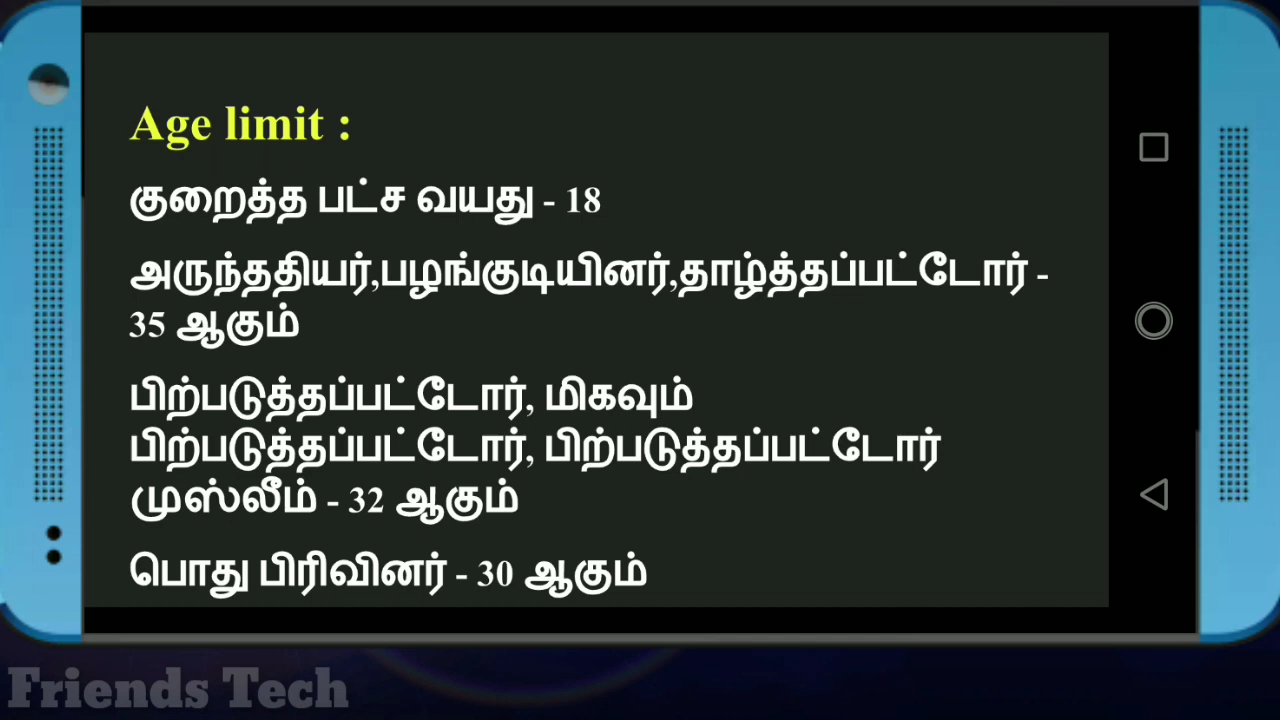 Age limit :
குறைத்த பட்ச வயது - 18
அருந்ததியர்,பழங்குடியினர்,தாழ்த்தப்பட்டோர் -
35 ஆகும்
பிற்படுத்தப்பட்டோர், மிகவும்
பிற்படுத்தப்பட்டோர், பிற்படுத்தப்பட்டோர்
முஸ்லீம் - 32 ஆகும்
பொது பிரிவினர் - 30 ஆகும்
Friends Tech